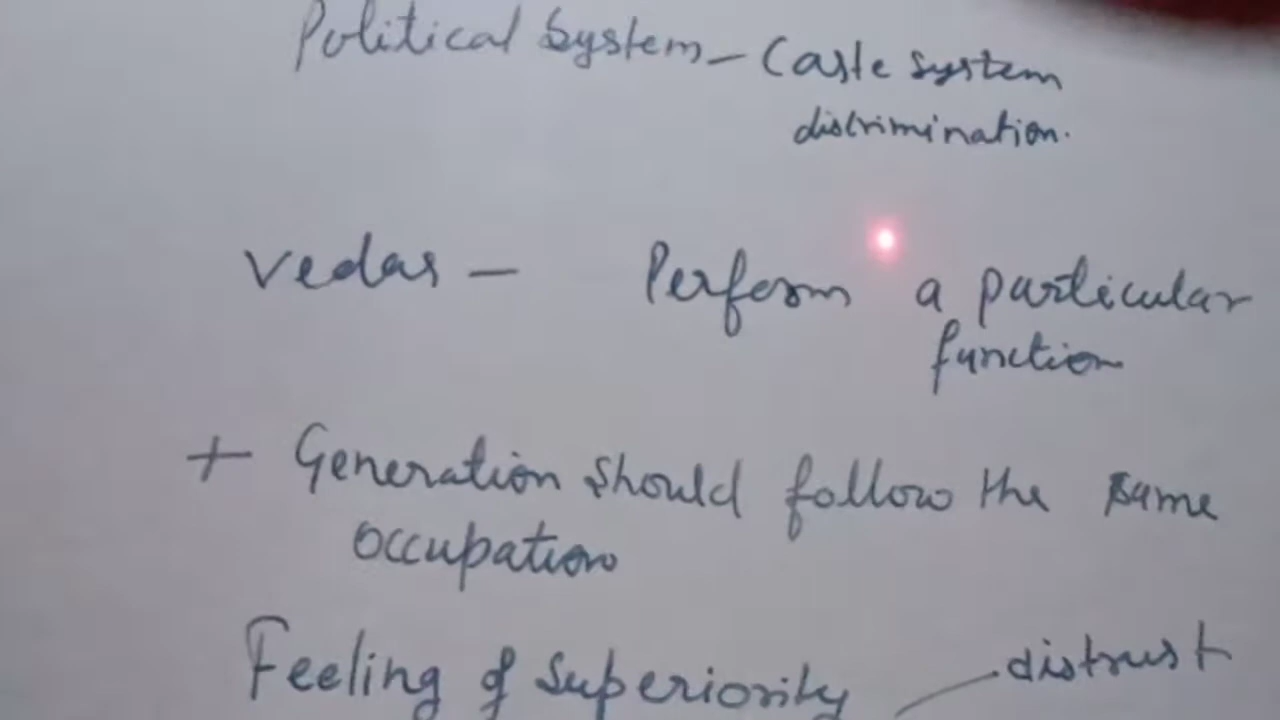 Political System - Caste system
discrimination.
Vedas - Perform a particular
function
+ Generation should follow the same
occupation
Feeling of superiority
distrust